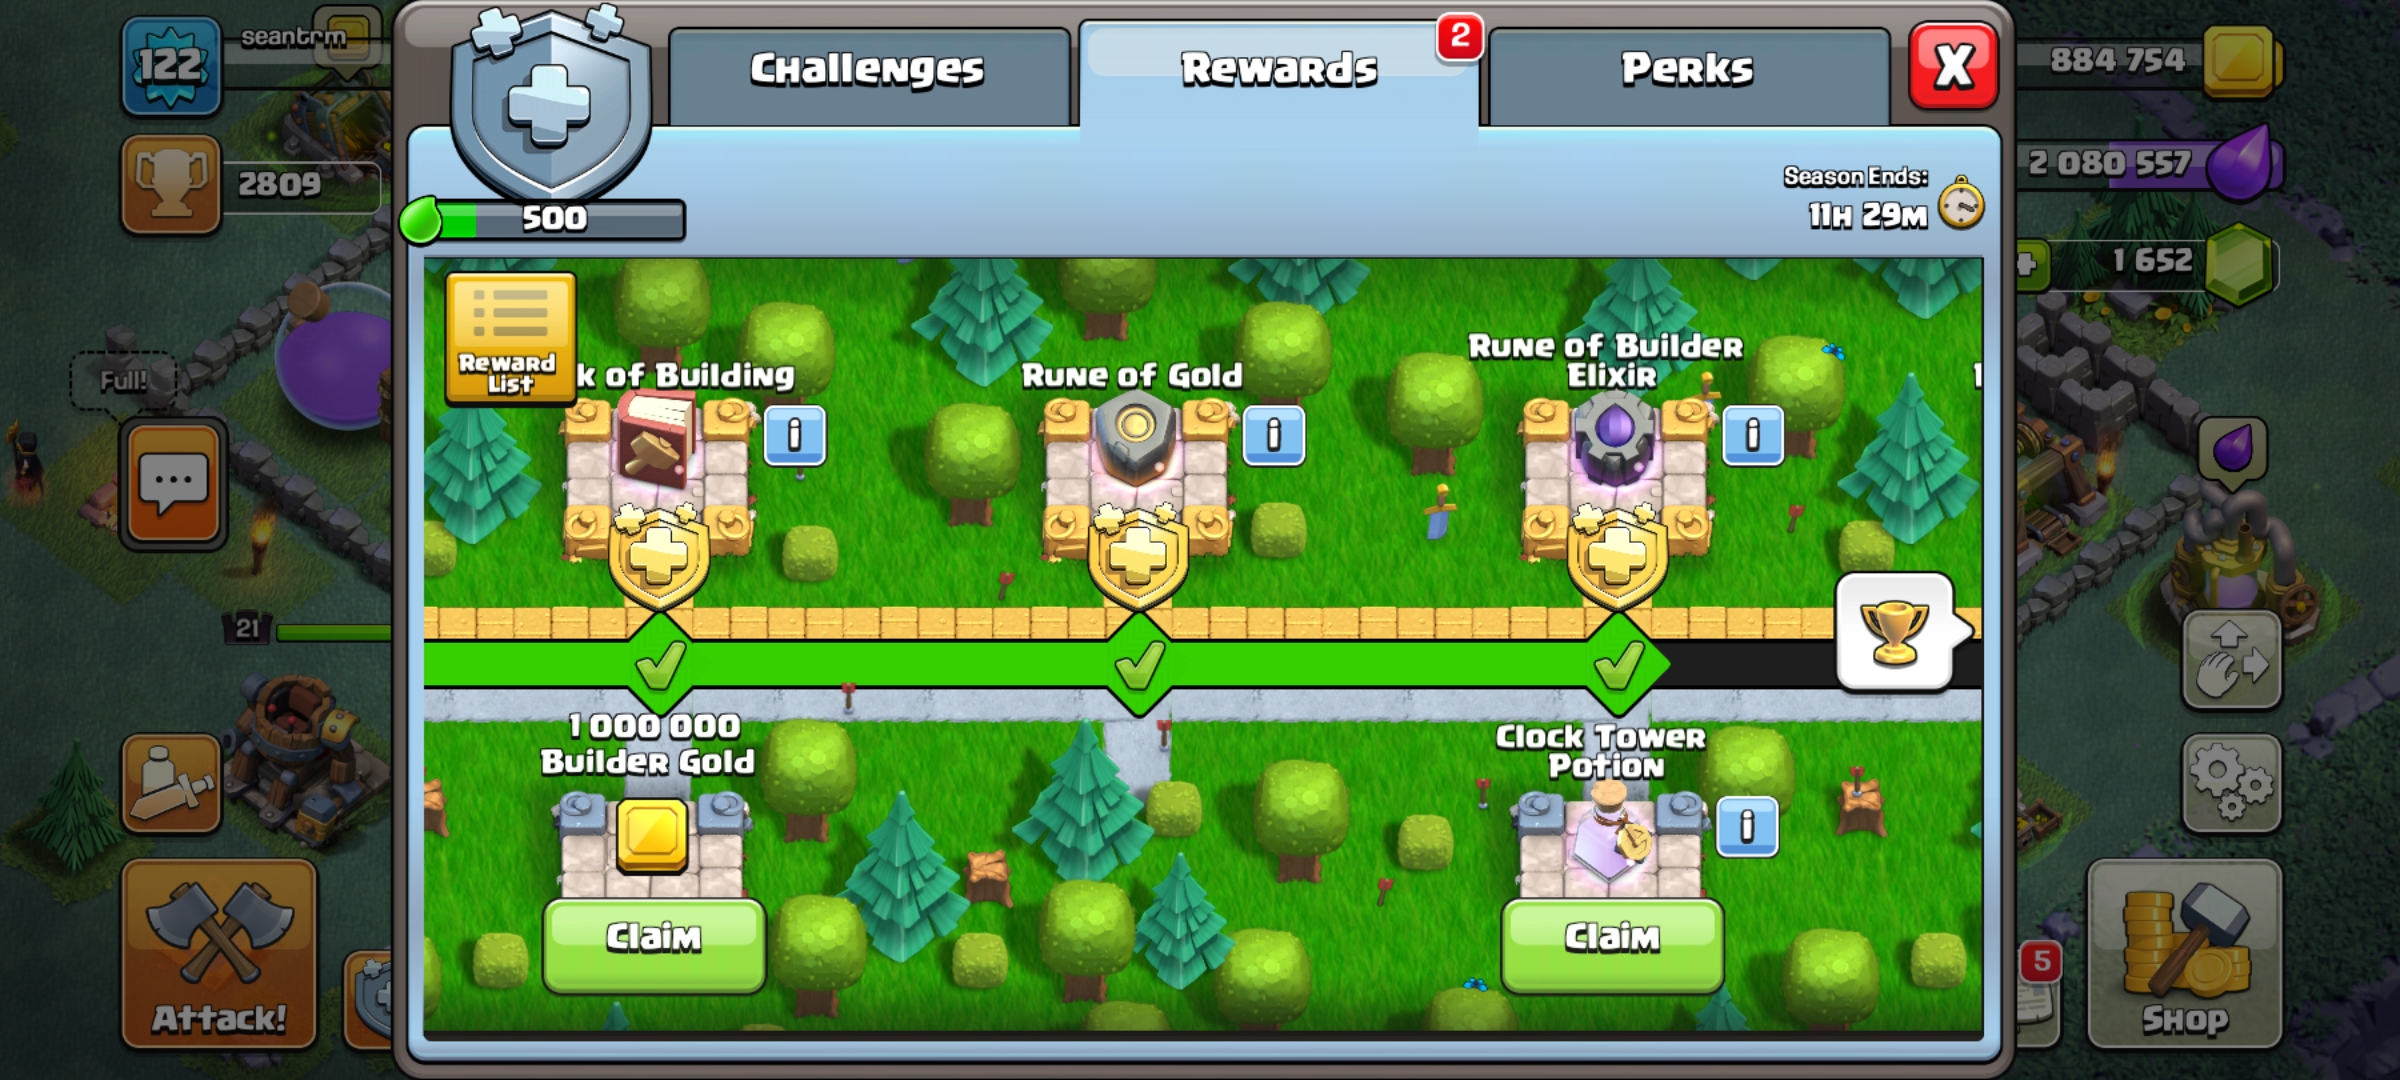 122
seantrm
2809
Challenges
Rewards
2
Perks
X
884 754
2 080 557
1 652
500
Season Ends:
11H 29M
Reward
List
k of Building
Rune of Gold
Rune of Builder
Elixir
i
i
i
Full!
21
1 000 000
Builder Gold
Clock Tower
Potion
i
Claim
Claim
Attack!
5
Shop